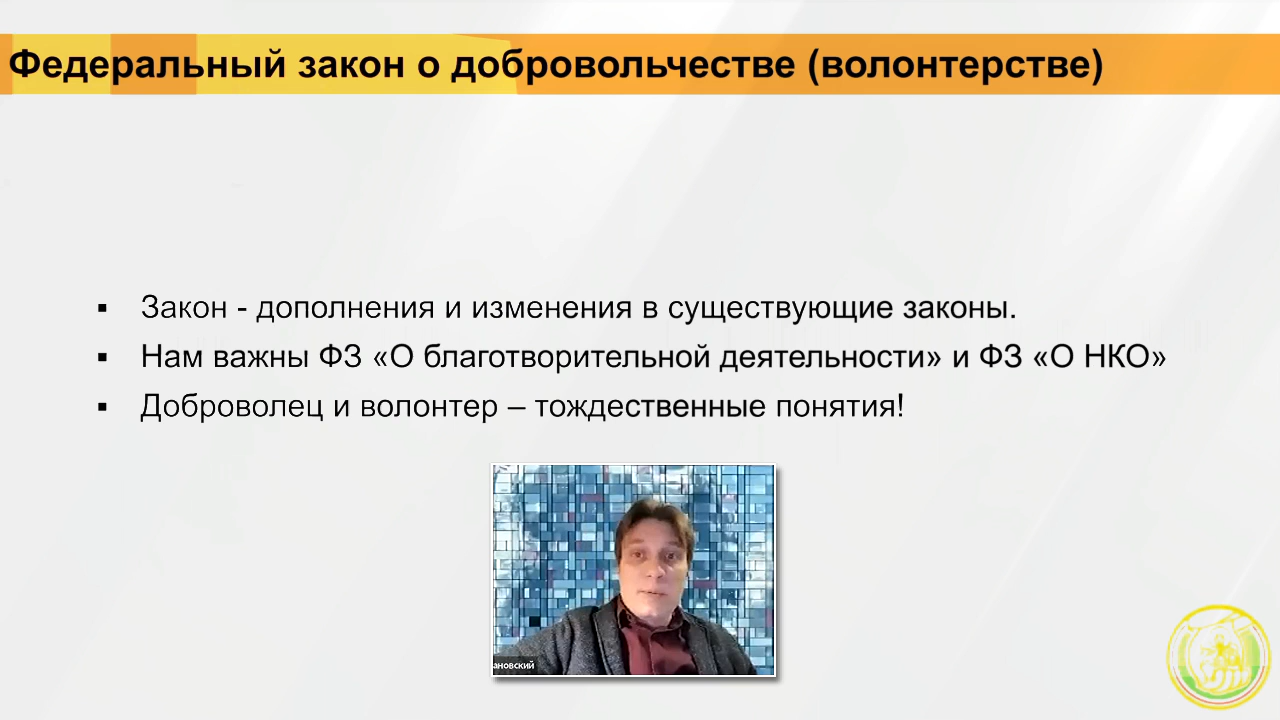 Федеральный закон о добровольчестве (волонтерстве)
▪ Закон - дополнения и изменения в существующие законы.
▪ Нам важны ФЗ «О благотворительной деятельности» и ФЗ «О НКО»
▪ Доброволец и волонтер – тождественные понятия!
ановский